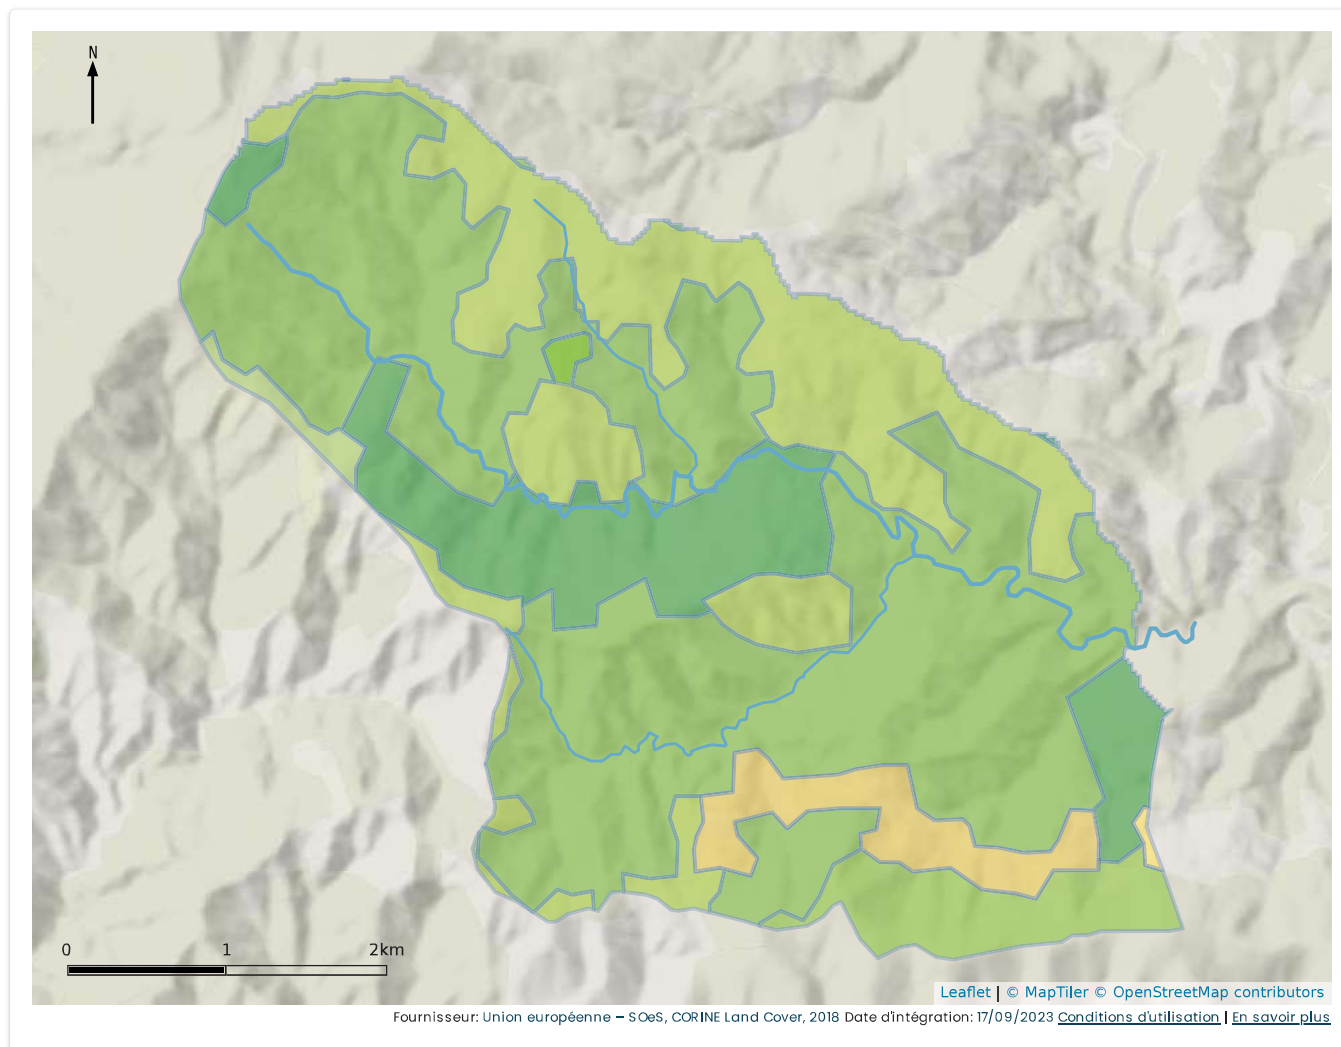 N
0 1 2km
Leaflet | © MapTiler © OpenStreetMap contributors
Fournisseur: Union européenne – SOeS, CORINE Land Cover, 2018 Date d'intégration: 17/09/2023 Conditions d'utilisation | En savoir plus